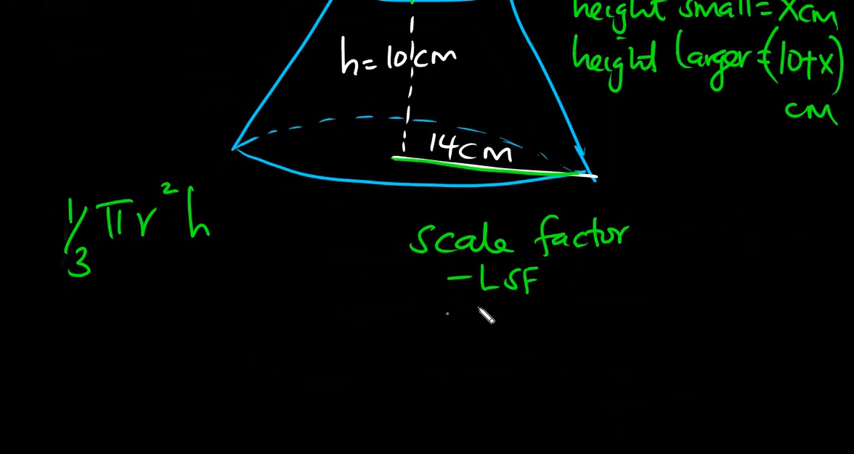 height small = x cm
h = 10 cm
height larger = (10+x)
cm
14 cm
1/3 πr²h
scale factor
- LSF